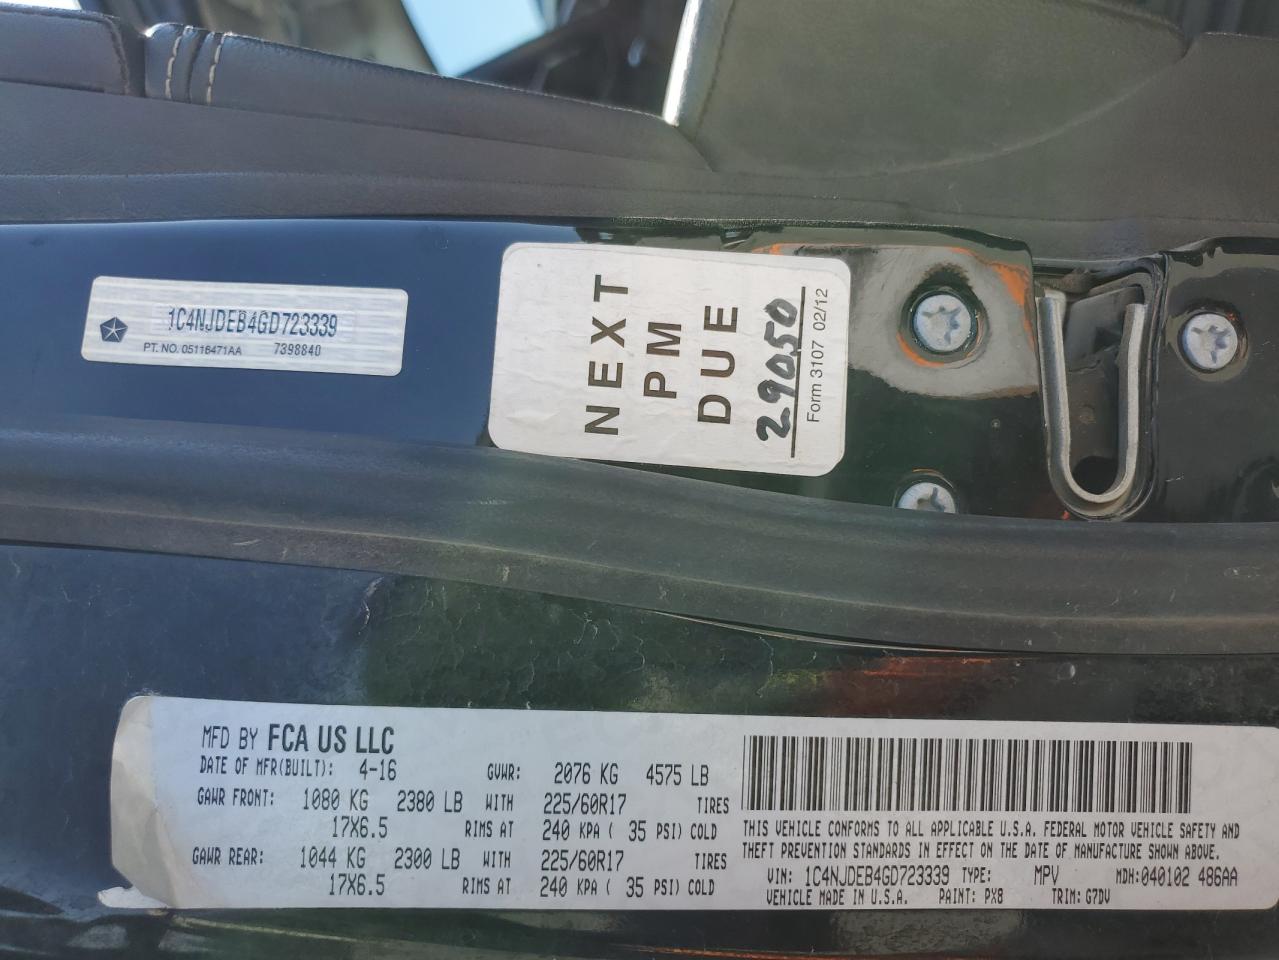 1C4NJDEB4GD723339
PT. NO. 05116471AA 7398840
NEXT
PM
DUE
29050
Form 3107 02/12
MFD BY FCA US LLC
DATE OF MFR(BUILT): 4-16 GVWR: 2076 KG 4575 LB
GAWR FRONT: 1080 KG 2380 LB WITH 225/60R17 TIRES
17X6.5 RIMS AT 240 KPA ( 35 PSI) COLD
GAWR REAR: 1044 KG 2300 LB WITH 225/60R17 TIRES
17X6.5 RIMS AT 240 KPA ( 35 PSI) COLD
THIS VEHICLE CONFORMS TO ALL APPLICABLE U.S.A. FEDERAL MOTOR VEHICLE SAFETY AND
THEFT PREVENTION STANDARDS IN EFFECT ON THE DATE OF MANUFACTURE SHOWN ABOVE.
VIN: 1C4NJDEB4GD723339 TYPE: MPV MDH:040102 486AA
VEHICLE MADE IN U.S.A. PAINT: PX8 TRIM: G7DV